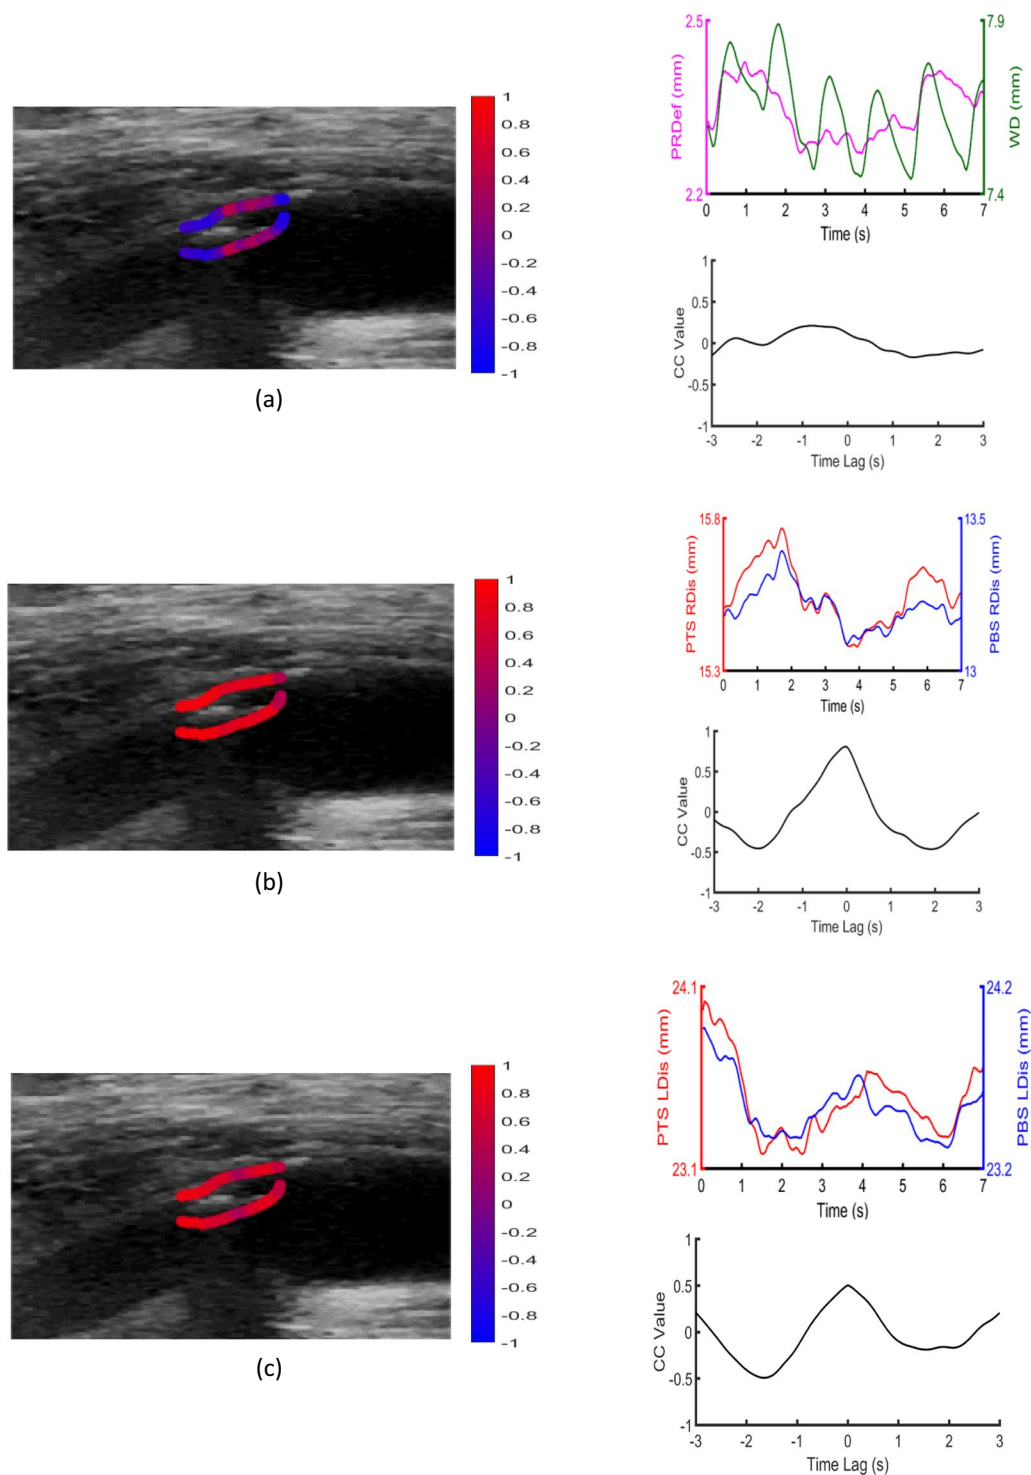 1
0.8
0.6
0.4
0.2
0
-0.2
-0.4
-0.6
-0.8
-1
(a)
2.5
7.9
PRDef (mm)
WD (mm)
2.2
7.4
0 1 2 3 4 5 6 7
Time (s)
1
0.5
0
-0.5
-1
CC Value
-3 -2 -1 0 1 2 3
Time Lag (s)
1
0.8
0.6
0.4
0.2
0
-0.2
-0.4
-0.6
-0.8
-1
(b)
15.8
13.5
PTS RDis (mm)
PBS RDis (mm)
15.3
13
0 1 2 3 4 5 6 7
Time (s)
1
0.5
0
-0.5
-1
CC Value
-3 -2 -1 0 1 2 3
Time Lag (s)
1
0.8
0.6
0.4
0.2
0
-0.2
-0.4
-0.6
-0.8
-1
(c)
24.1
24.2
PTS LDis (mm)
PBS LDis (mm)
23.1
23.2
0 1 2 3 4 5 6 7
Time (s)
1
0.5
0
-0.5
-1
CC Value
-3 -2 -1 0 1 2 3
Time Lag (s)